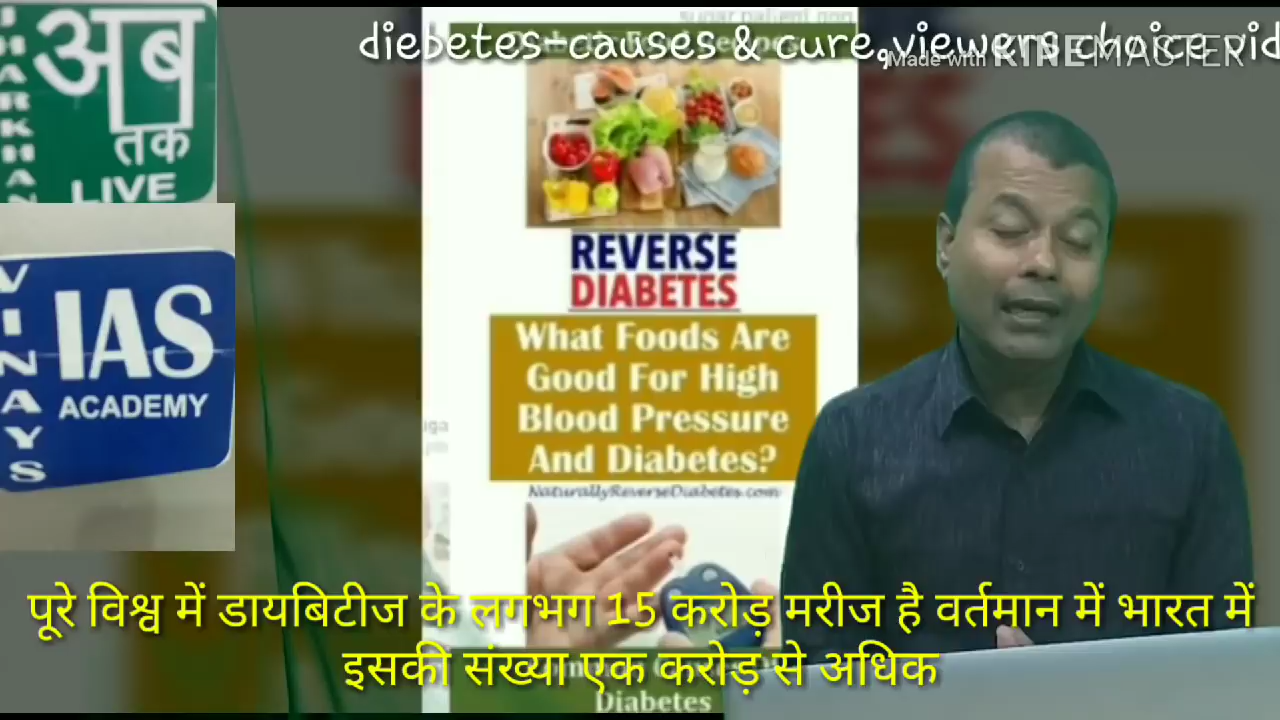 diebetes-causes & cure,viewers choice vid
Made with KINEMASTER
JHARKHAN
अब
तक
LIVE
VINAYS
IAS
ACADEMY
REVERSE
DIABETES
What Foods Are
Good For High
Blood Pressure
And Diabetes?
NaturallyReverseDiabetes.com
पूरे विश्व में डायबिटीज के लगभग 15 करोड़ मरीज है वर्तमान में भारत में
इसकी संख्या एक करोड़ से अधिक
Diabetes